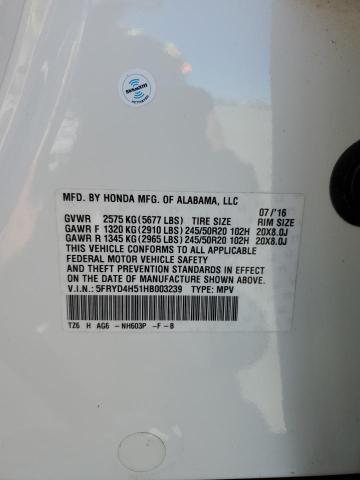 SiriusXM
MFD. BY HONDA MFG. OF ALABAMA, LLC
07/'16
GVWR 2575 KG(5677 LBS) TIRE SIZE RIM SIZE
GAWR F 1320 KG(2910 LBS) 245/50R20 102H 20X8.0J
GAWR R 1345 KG(2965 LBS) 245/50R20 102H 20X8.0J
THIS VEHICLE CONFORMS TO ALL APPLICABLE
FEDERAL MOTOR VEHICLE SAFETY
AND THEFT PREVENTION STANDARDS IN EFFECT
ON THE DATE OF MANUFACTURE SHOWN ABOVE.
V.I.N.: 5FRYD4H51HB003239 TYPE: MPV
TZ6 H AG6 -NH603P -F-B